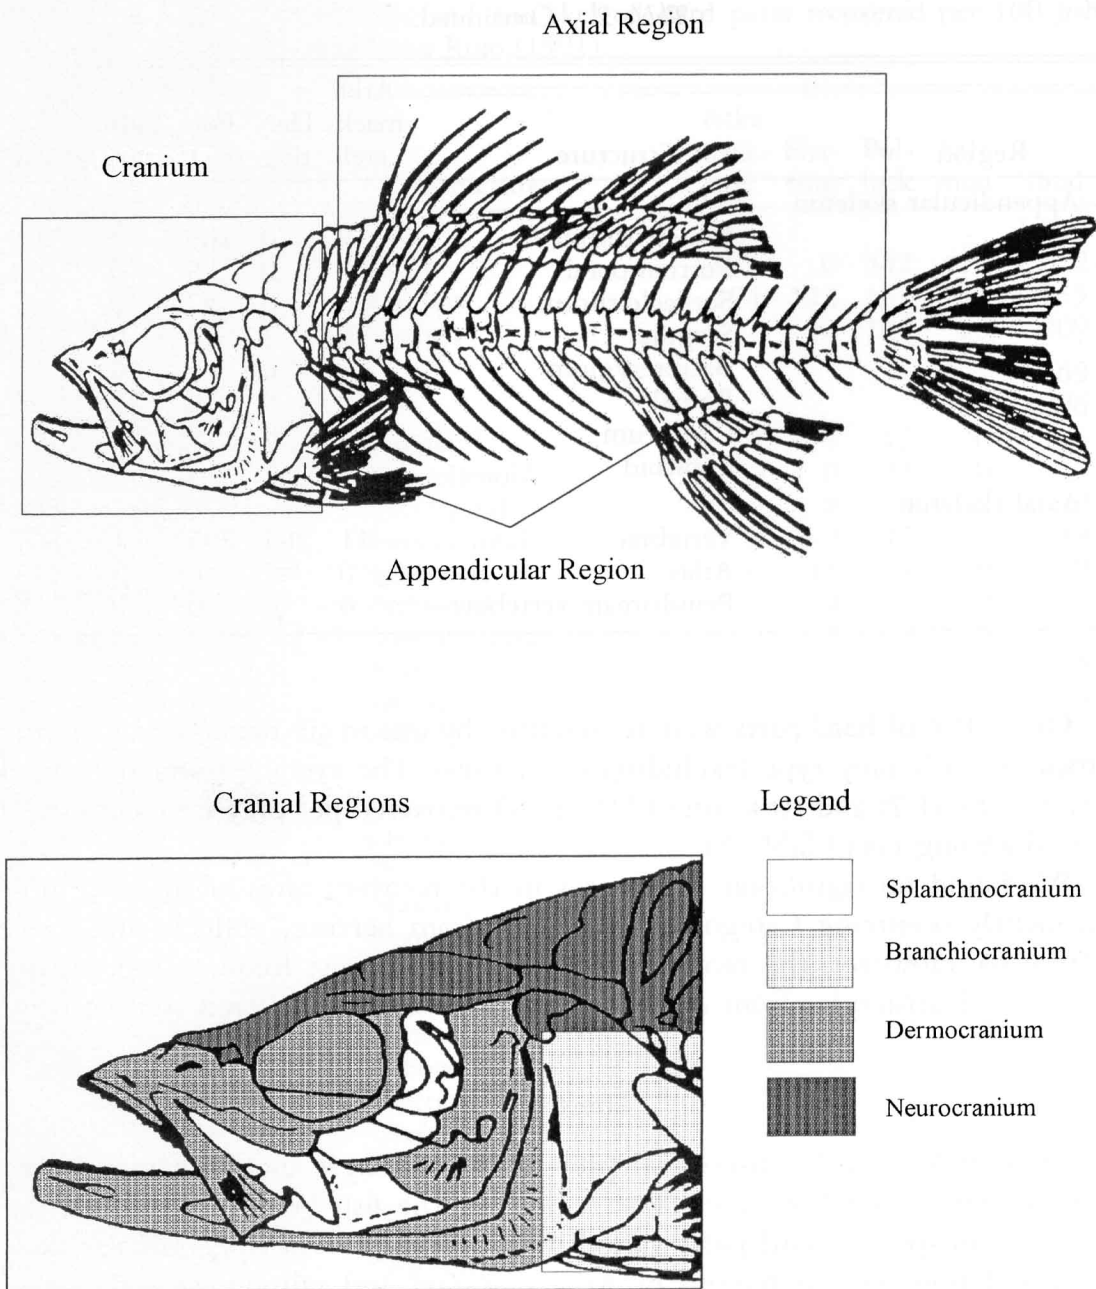 Axial Region
Cranium
Appendicular Region
Cranial Regions
Legend
Splanchnocranium
Branchiocranium
Dermocranium
Neurocranium